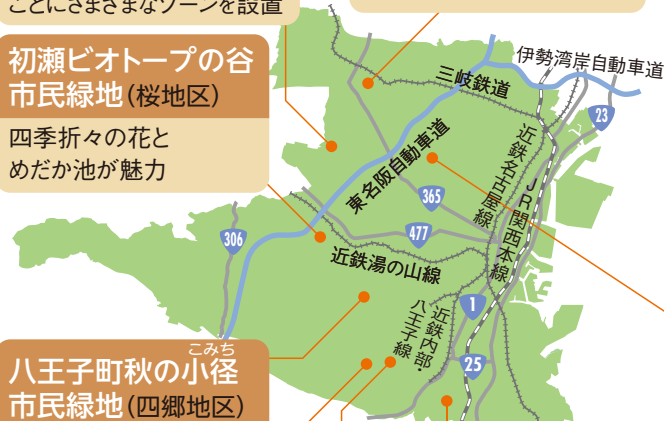 ごとにさまざまなゾーンを設置
初瀬ビオトープの谷
市民緑地(桜地区)
四季折々の花と
めだか池が魅力
伊勢湾岸自動車道
三岐鉄道
23
東名阪自動車道
近鉄名古屋線
JR関西本線
365
477
306
近鉄湯の山線
1
近鉄内部・
八王子線
25
こみち
八王子町秋の小径
市民緑地(四郷地区)